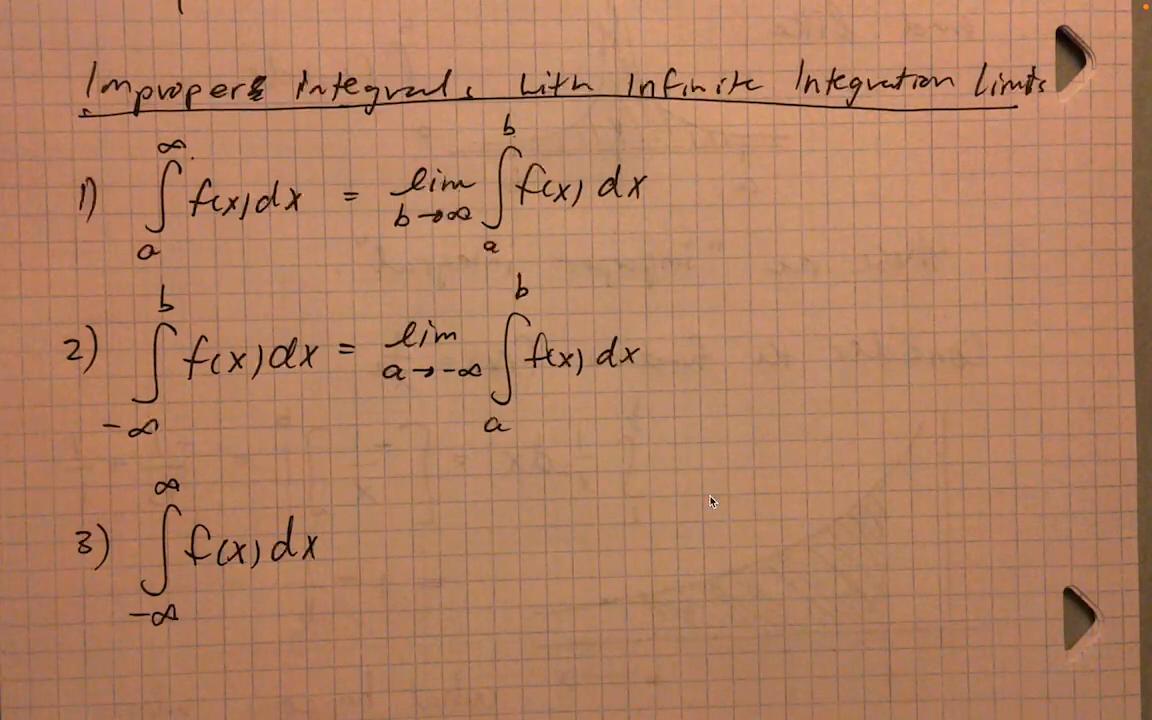 Improper Integrals with Infinite Integration Limits
1) ∫_a^∞ f(x) dx = lim_{b→∞} ∫_a^b f(x) dx
2) ∫_{-∞}^b f(x) dx = lim_{a→-∞} ∫_a^b f(x) dx
3) ∫_{-∞}^∞ f(x) dx